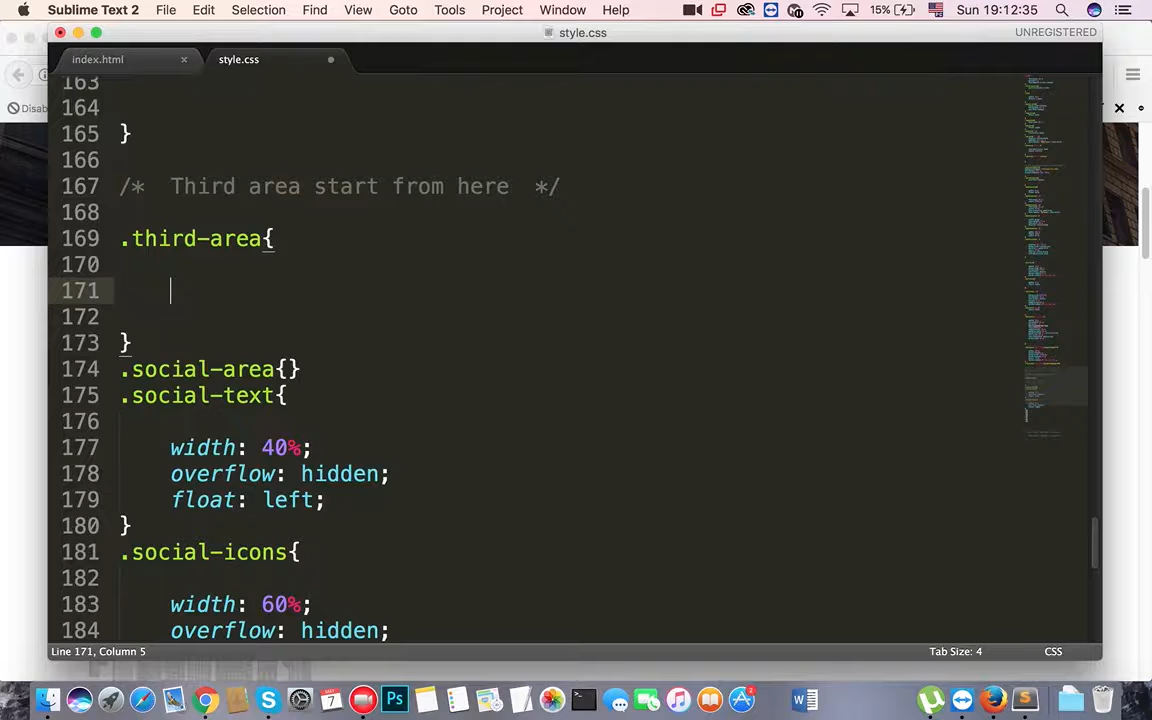 Sublime Text 2 File Edit Selection Find View Goto Tools Project Window Help 15% Sun 19:12:35
style.css UNREGISTERED
index.html × style.css
Disab
163
164
165 }
166
167 /* Third area start from here */
168
169 .third-area{
170
171
172
173 }
174 .social-area{}
175 .social-text{
176
177 width: 40%;
178 overflow: hidden;
179 float: left;
180 }
181 .social-icons{
182
183 width: 60%;
184 overflow: hidden;
Line 171, Column 5 Tab Size: 4 CSS
7 Ps W S